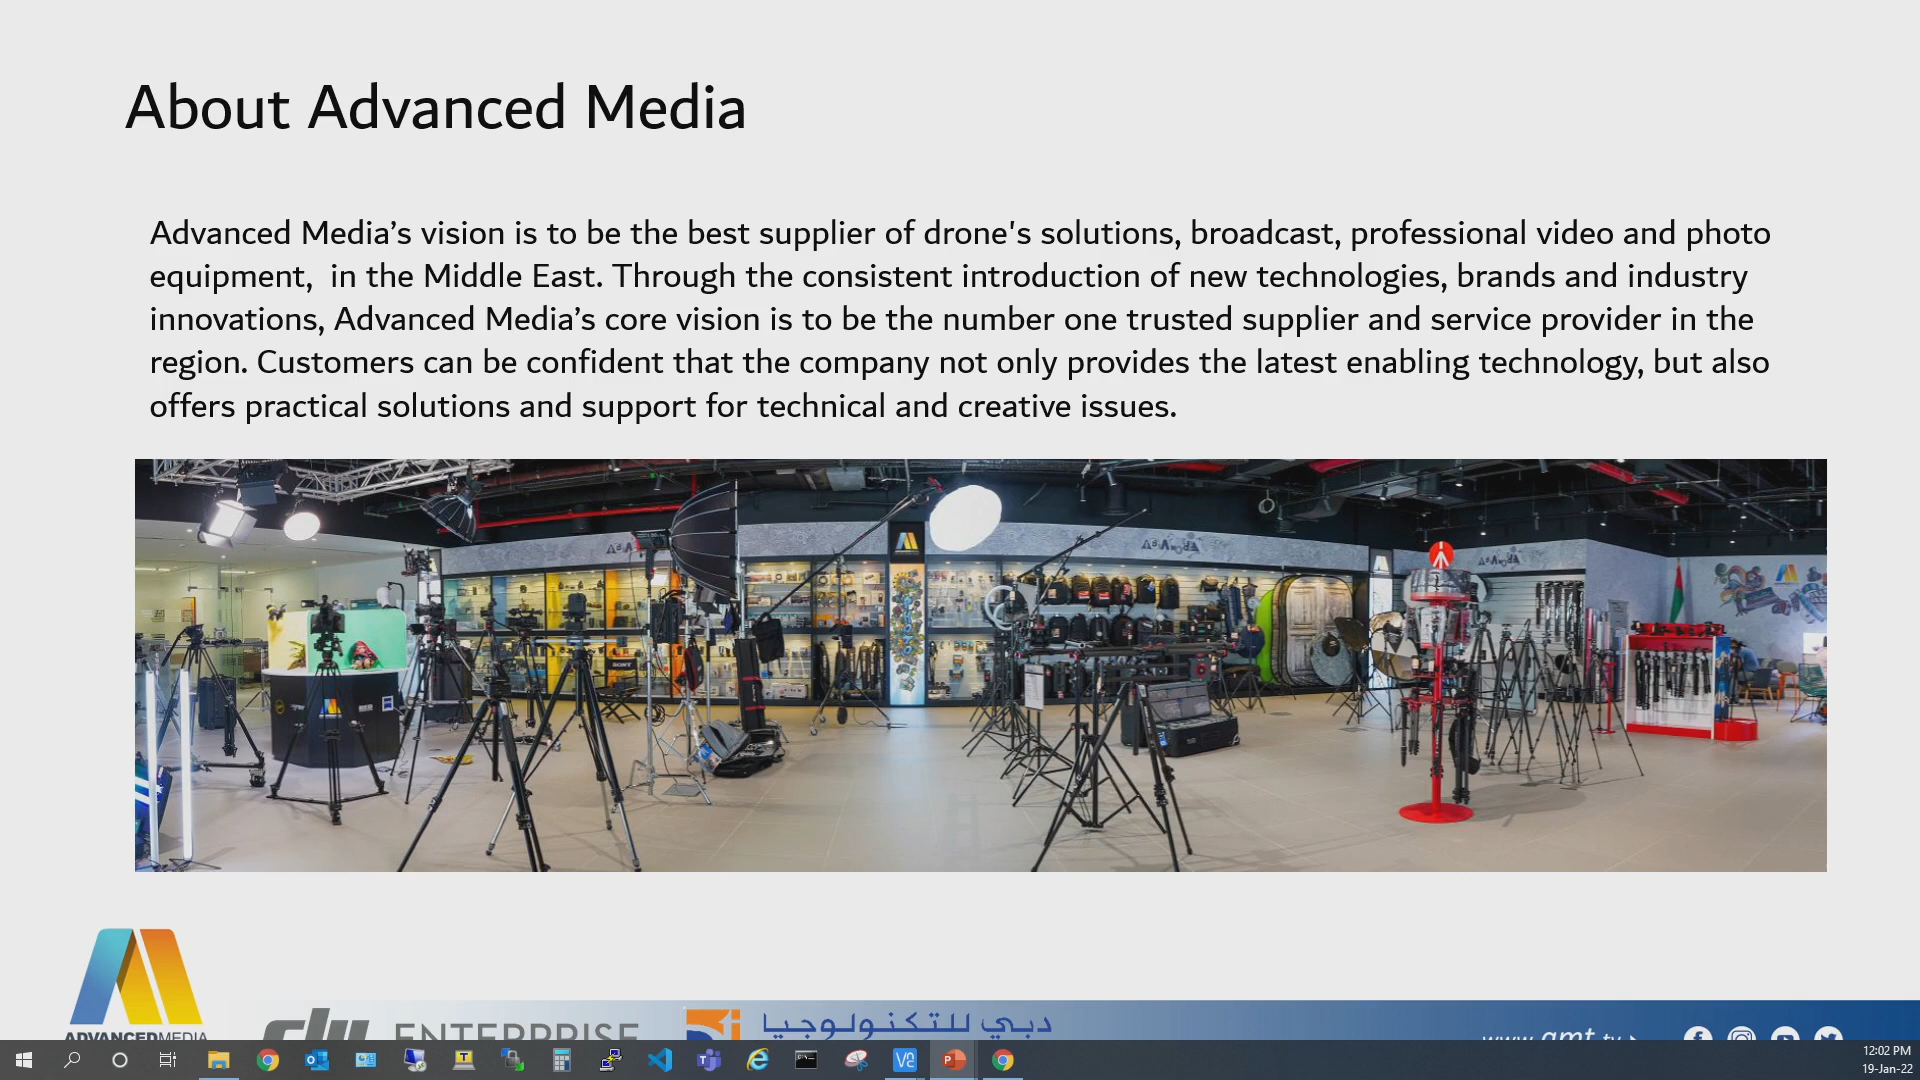 About Advanced Media
Advanced Media’s vision is to be the best supplier of drone's solutions, broadcast, professional video and photo
equipment,  in the Middle East. Through the consistent introduction of new technologies, brands and industry
innovations, Advanced Media’s core vision is to be the number one trusted supplier and service provider in the
region. Customers can be confident that the company not only provides the latest enabling technology, but also
offers practical solutions and support for technical and creative issues.
SONY
ADVANCEDMEDIA
dji ENTERPRISE
دبي للتكنولوجيا
www.amt.tv
12:02 PM
19-Jan-22